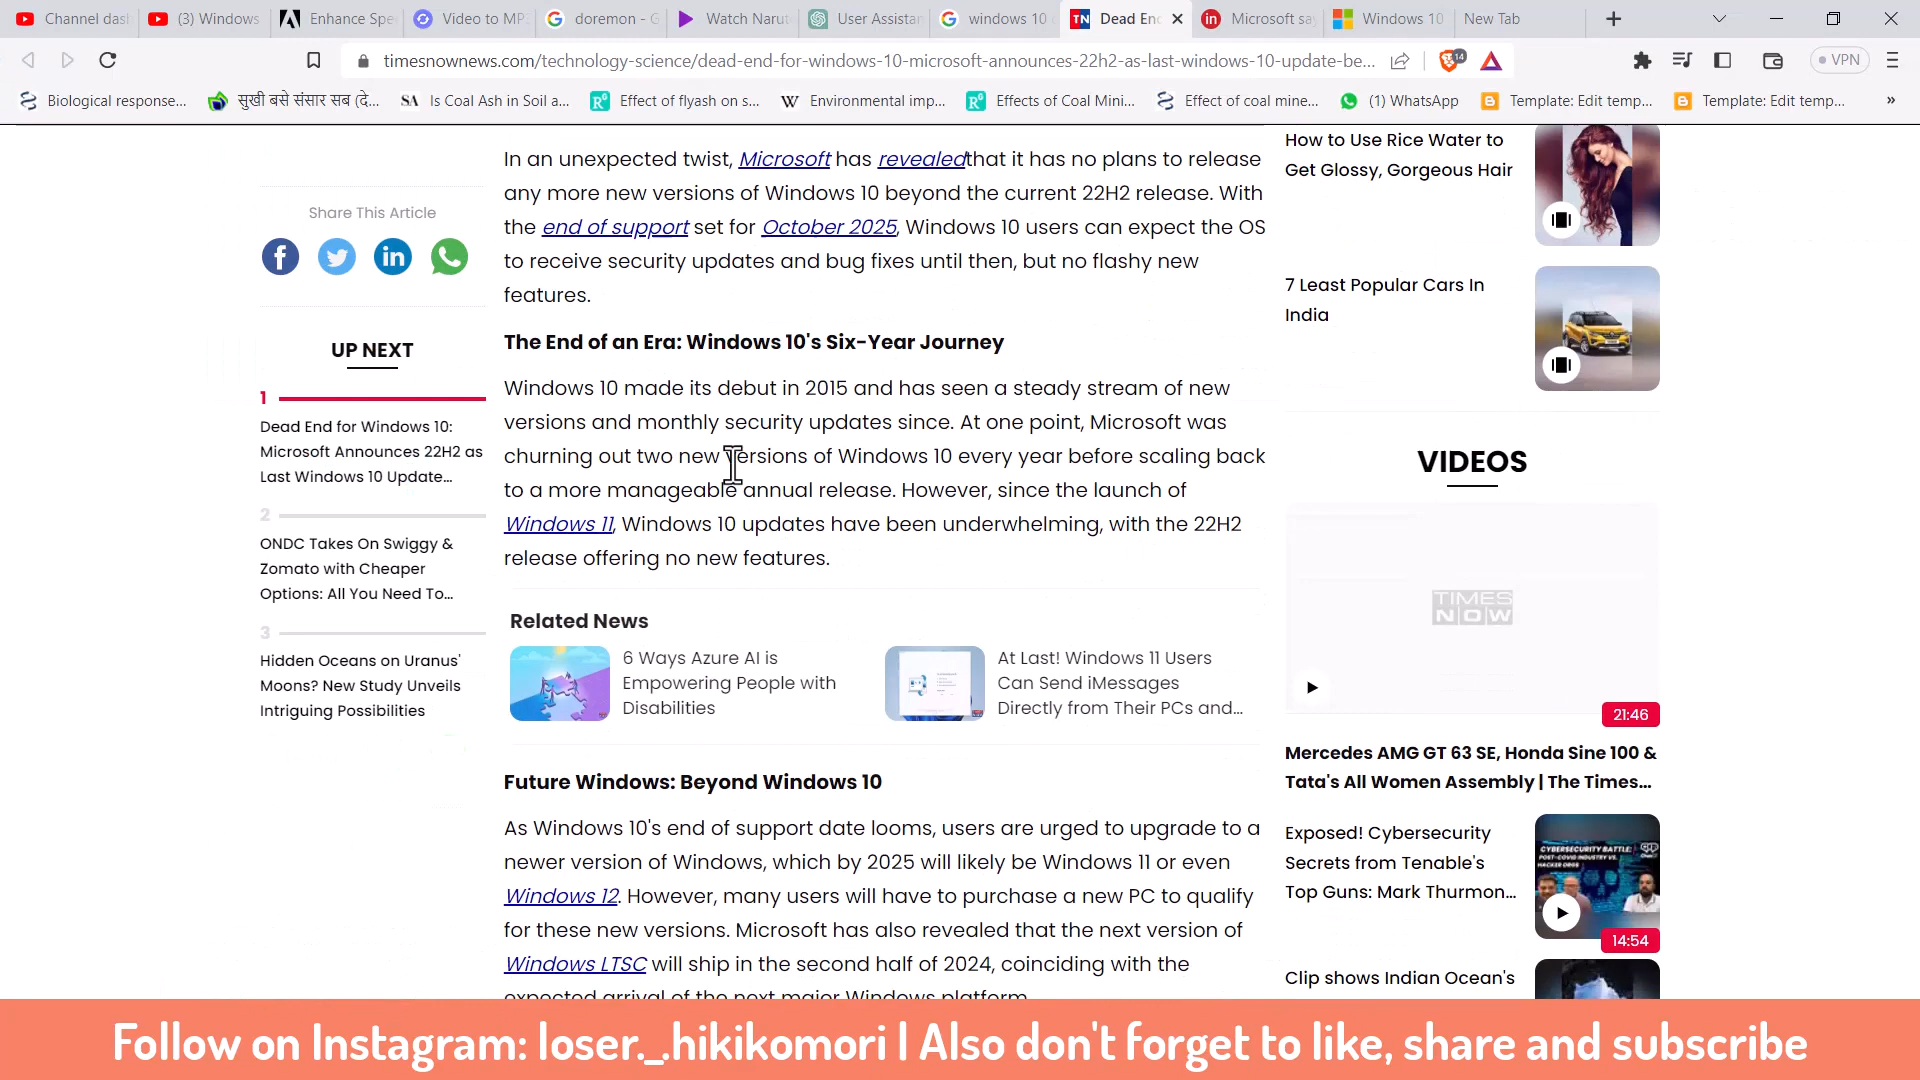 Channel das
(3) Windows
Enhance Spe
Video to MP
doremon - G
Watch Narut
User Assistan
windows 10
Dead En
Microsoft sa
Windows 10
New Tab
timesnownews.com/technology-science/dead-end-for-windows-10-microsoft-announces-22h2-as-last-windows-10-update-be...
14
VPN
Biological response...
सुखी बसे संसार सब (दे...
SA Is Coal Ash in Soil a...
Effect of flyash on s...
W Environmental imp...
Effects of Coal Mini...
Effect of coal mine...
(1) WhatsApp
Template: Edit temp...
Template: Edit temp...
»
Share This Article
UP NEXT
1
Dead End for Windows 10:
Microsoft Announces 22H2 as
Last Windows 10 Update...
2
ONDC Takes On Swiggy &
Zomato with Cheaper
Options: All You Need To...
3
Hidden Oceans on Uranus'
Moons? New Study Unveils
Intriguing Possibilities
In an unexpected twist, Microsoft has revealed that it has no plans to release
any more new versions of Windows 10 beyond the current 22H2 release. With
the end of support set for October 2025, Windows 10 users can expect the OS
to receive security updates and bug fixes until then, but no flashy new
features.
The End of an Era: Windows 10's Six-Year Journey
Windows 10 made its debut in 2015 and has seen a steady stream of new
versions and monthly security updates since. At one point, Microsoft was
churning out two new versions of Windows 10 every year before scaling back
to a more manageable annual release. However, since the launch of
Windows 11, Windows 10 updates have been underwhelming, with the 22H2
release offering no new features.
Related News
6 Ways Azure AI is
Empowering People with
Disabilities
At Last! Windows 11 Users
Can Send iMessages
Directly from Their PCs and...
Future Windows: Beyond Windows 10
As Windows 10's end of support date looms, users are urged to upgrade to a
newer version of Windows, which by 2025 will likely be Windows 11 or even
Windows 12. However, many users will have to purchase a new PC to qualify
for these new versions. Microsoft has also revealed that the next version of
Windows LTSC will ship in the second half of 2024, coinciding with the
expected arrival of the next major Windows platform.
How to Use Rice Water to
Get Glossy, Gorgeous Hair
7 Least Popular Cars In
India
VIDEOS
TIMES
NOW
21:46
Mercedes AMG GT 63 SE, Honda Sine 100 &
Tata's All Women Assembly | The Times...
Exposed! Cybersecurity
Secrets from Tenable's
Top Guns: Mark Thurmon...
CYBERSECURITY BATTLE:
14:54
Clip shows Indian Ocean's
Follow on Instagram: loser._.hikikomori | Also don't forget to like, share and subscribe